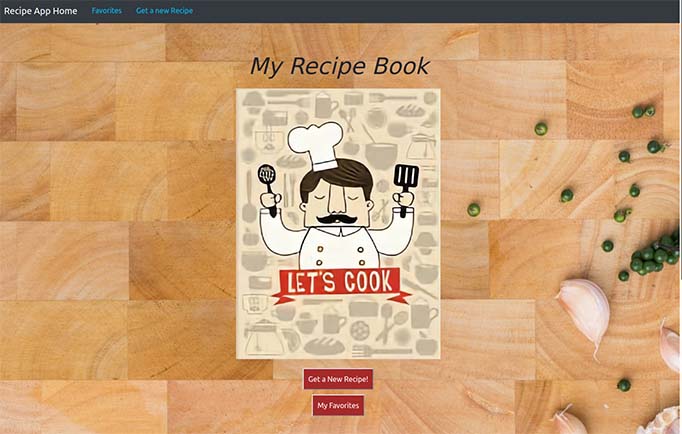 Recipe App Home Favorites Get a new Recipe
My Recipe Book
LET'S COOK
Get a New Recipe!
My Favorites